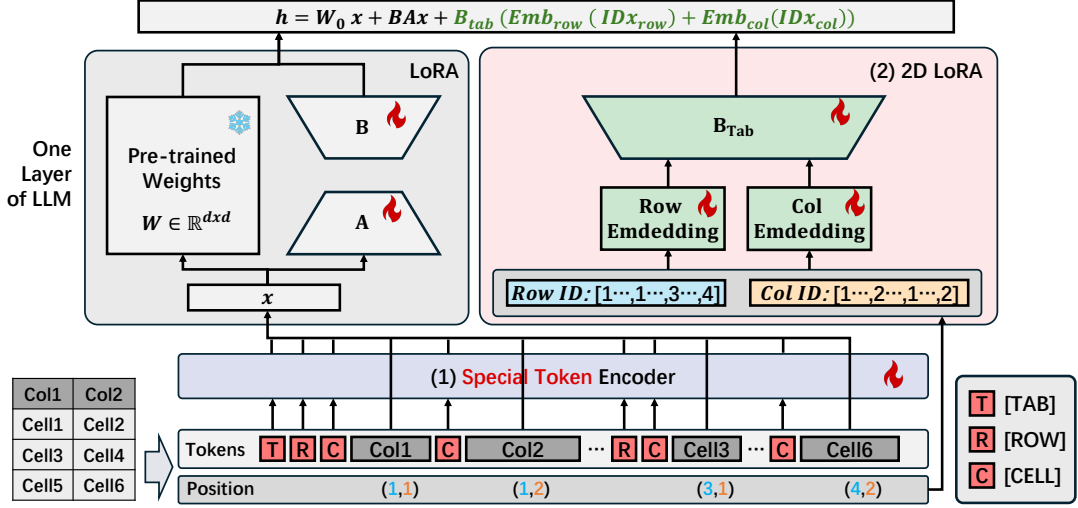 h = W₀ x + BAx + B_tab (Emb_row ( IDx_row) + Emb_col(IDx_col))
LoRA
(2) 2D LoRA
B
B_Tab
One
Layer
of LLM
Pre-trained
Weights
W ∈ ℝ^dxd
A
Row
Emdedding
Col
Emdedding
x
Row ID: [1⋯,1⋯,3⋯,4]
Col ID: [1⋯,2⋯,1⋯,2]
(1) Special Token Encoder
Col1 Col2
Cell1 Cell2
Cell3 Cell4
Cell5 Cell6
Tokens T R C Col1 C Col2 ⋯ R C Cell3 ⋯ C Cell6
Position (1,1) (1,2) (3,1) (4,2)
T [TAB]
R [ROW]
C [CELL]